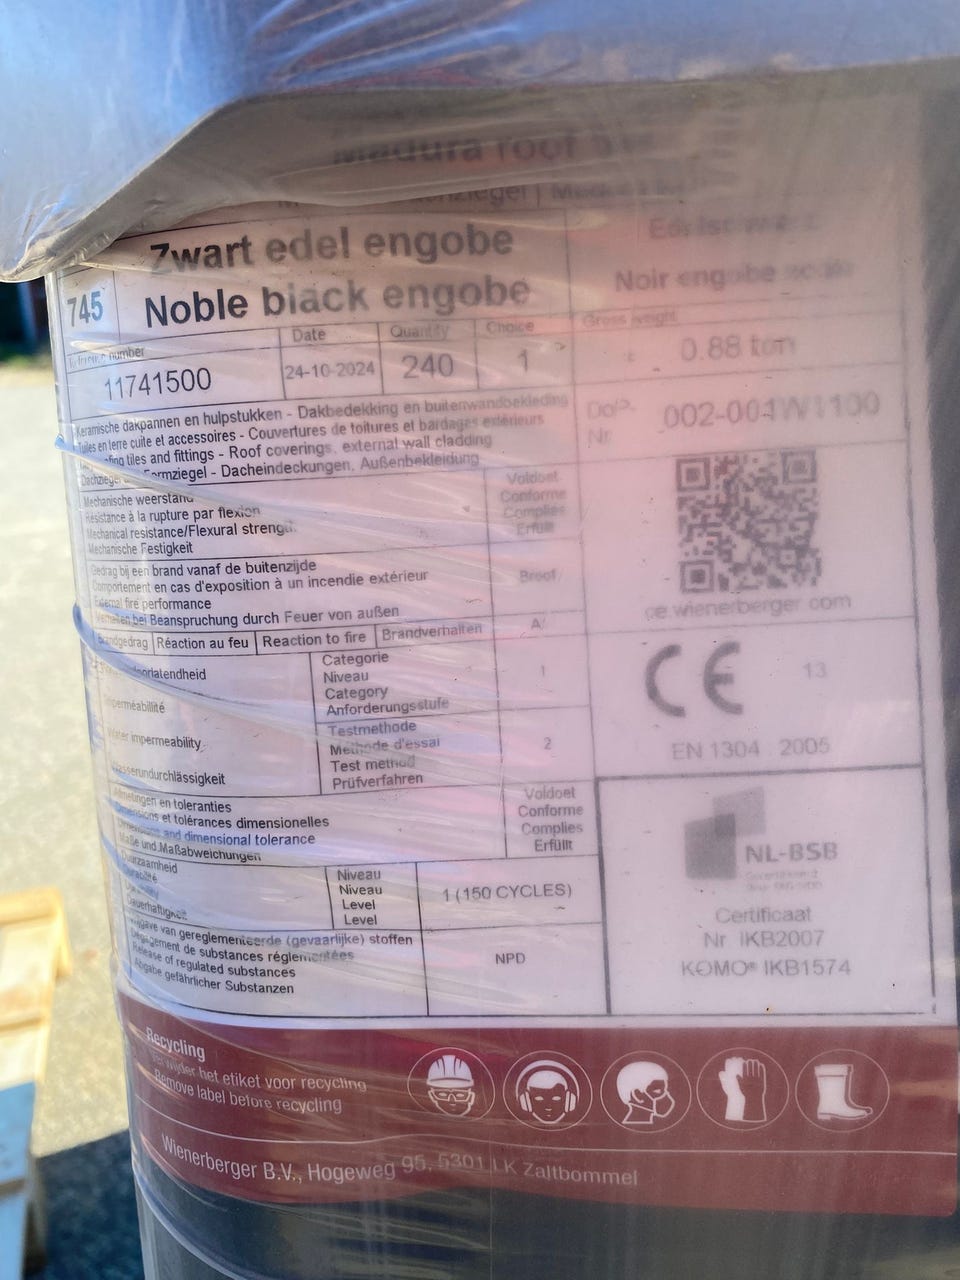 Madura roof
Zwart edel engobe
745
Noble black engobe
Noir engobe
Date
Quantity
Choice
Gross weight
number
11741500
24-10-2024
240
1
0.88 ton
Keramische dakpannen en hulpstukken - Dakbedekking en buitenwandbekleding
Tuiles en terre cuite et accessoires - Couvertures de toitures et bardages extérieurs
tiles and fittings - Roof coverings, external wall cladding
Formziegel - Dacheindeckungen, Außenbekleidung
DoP-
Nr
002-001W1100
Mechanische weerstand
Résistance à la rupture par flexion
Mechanical resistance/Flexural strength
Mechanische Festigkeit
Voldoet
Conforme
Complies
Erfüllt
Gedrag bij een brand vanaf de buitenzijde
Comportement en cas d'exposition à un incendie extérieur
External fire performance
Verhalten bei Beanspruchung durch Feuer von außen
Broof
ce.wienerberger.com
Brandgedrag
Réaction au feu
Reaction to fire
Brandverhalten
Categorie
Niveau
Category
Anforderungsstufe
1
Imperméabilité
Water impermeability
Wasserundurchlässigkeit
Testmethode
Methode d'essai
Test method
Prüfverfahren
2
CE
13
EN 1304 2005
Afmetingen en toleranties
Dimensions et tolérances dimensionelles
Dimensions and dimensional tolerance
Maße und Maßabweichungen
Voldoet
Conforme
Complies
Erfüllt
Duurzaamheid
Durabilité
Durability
Dauerhaftigkeit
Niveau
Niveau
Level
Level
1 (150 CYCLES)
NL-BSB
Certificaat
Nr IKB2007
KOMO® IKB1574
van gereglementeerde (gevaarlijke) stoffen
Dégagement de substances réglementées
Release of regulated substances
Abgabe gefährlicher Substanzen
NPD
Recycling
Verwijder het etiket voor recycling
Remove label before recycling
Wienerberger B.V., Hogeweg 95, 5301 LK Zaltbommel